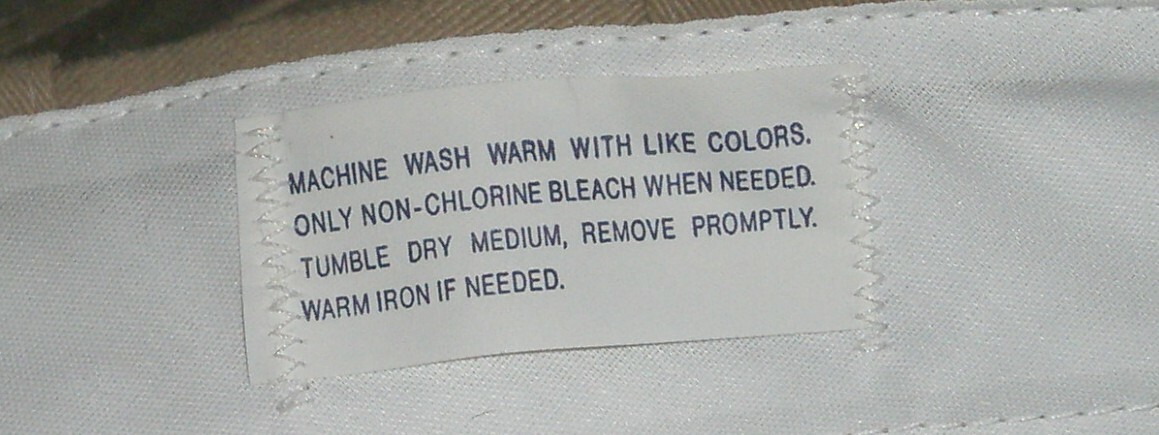 MACHINE WASH WARM WITH LIKE COLORS.
ONLY NON-CHLORINE BLEACH WHEN NEEDED.
TUMBLE DRY MEDIUM, REMOVE PROMPTLY.
WARM IRON IF NEEDED.